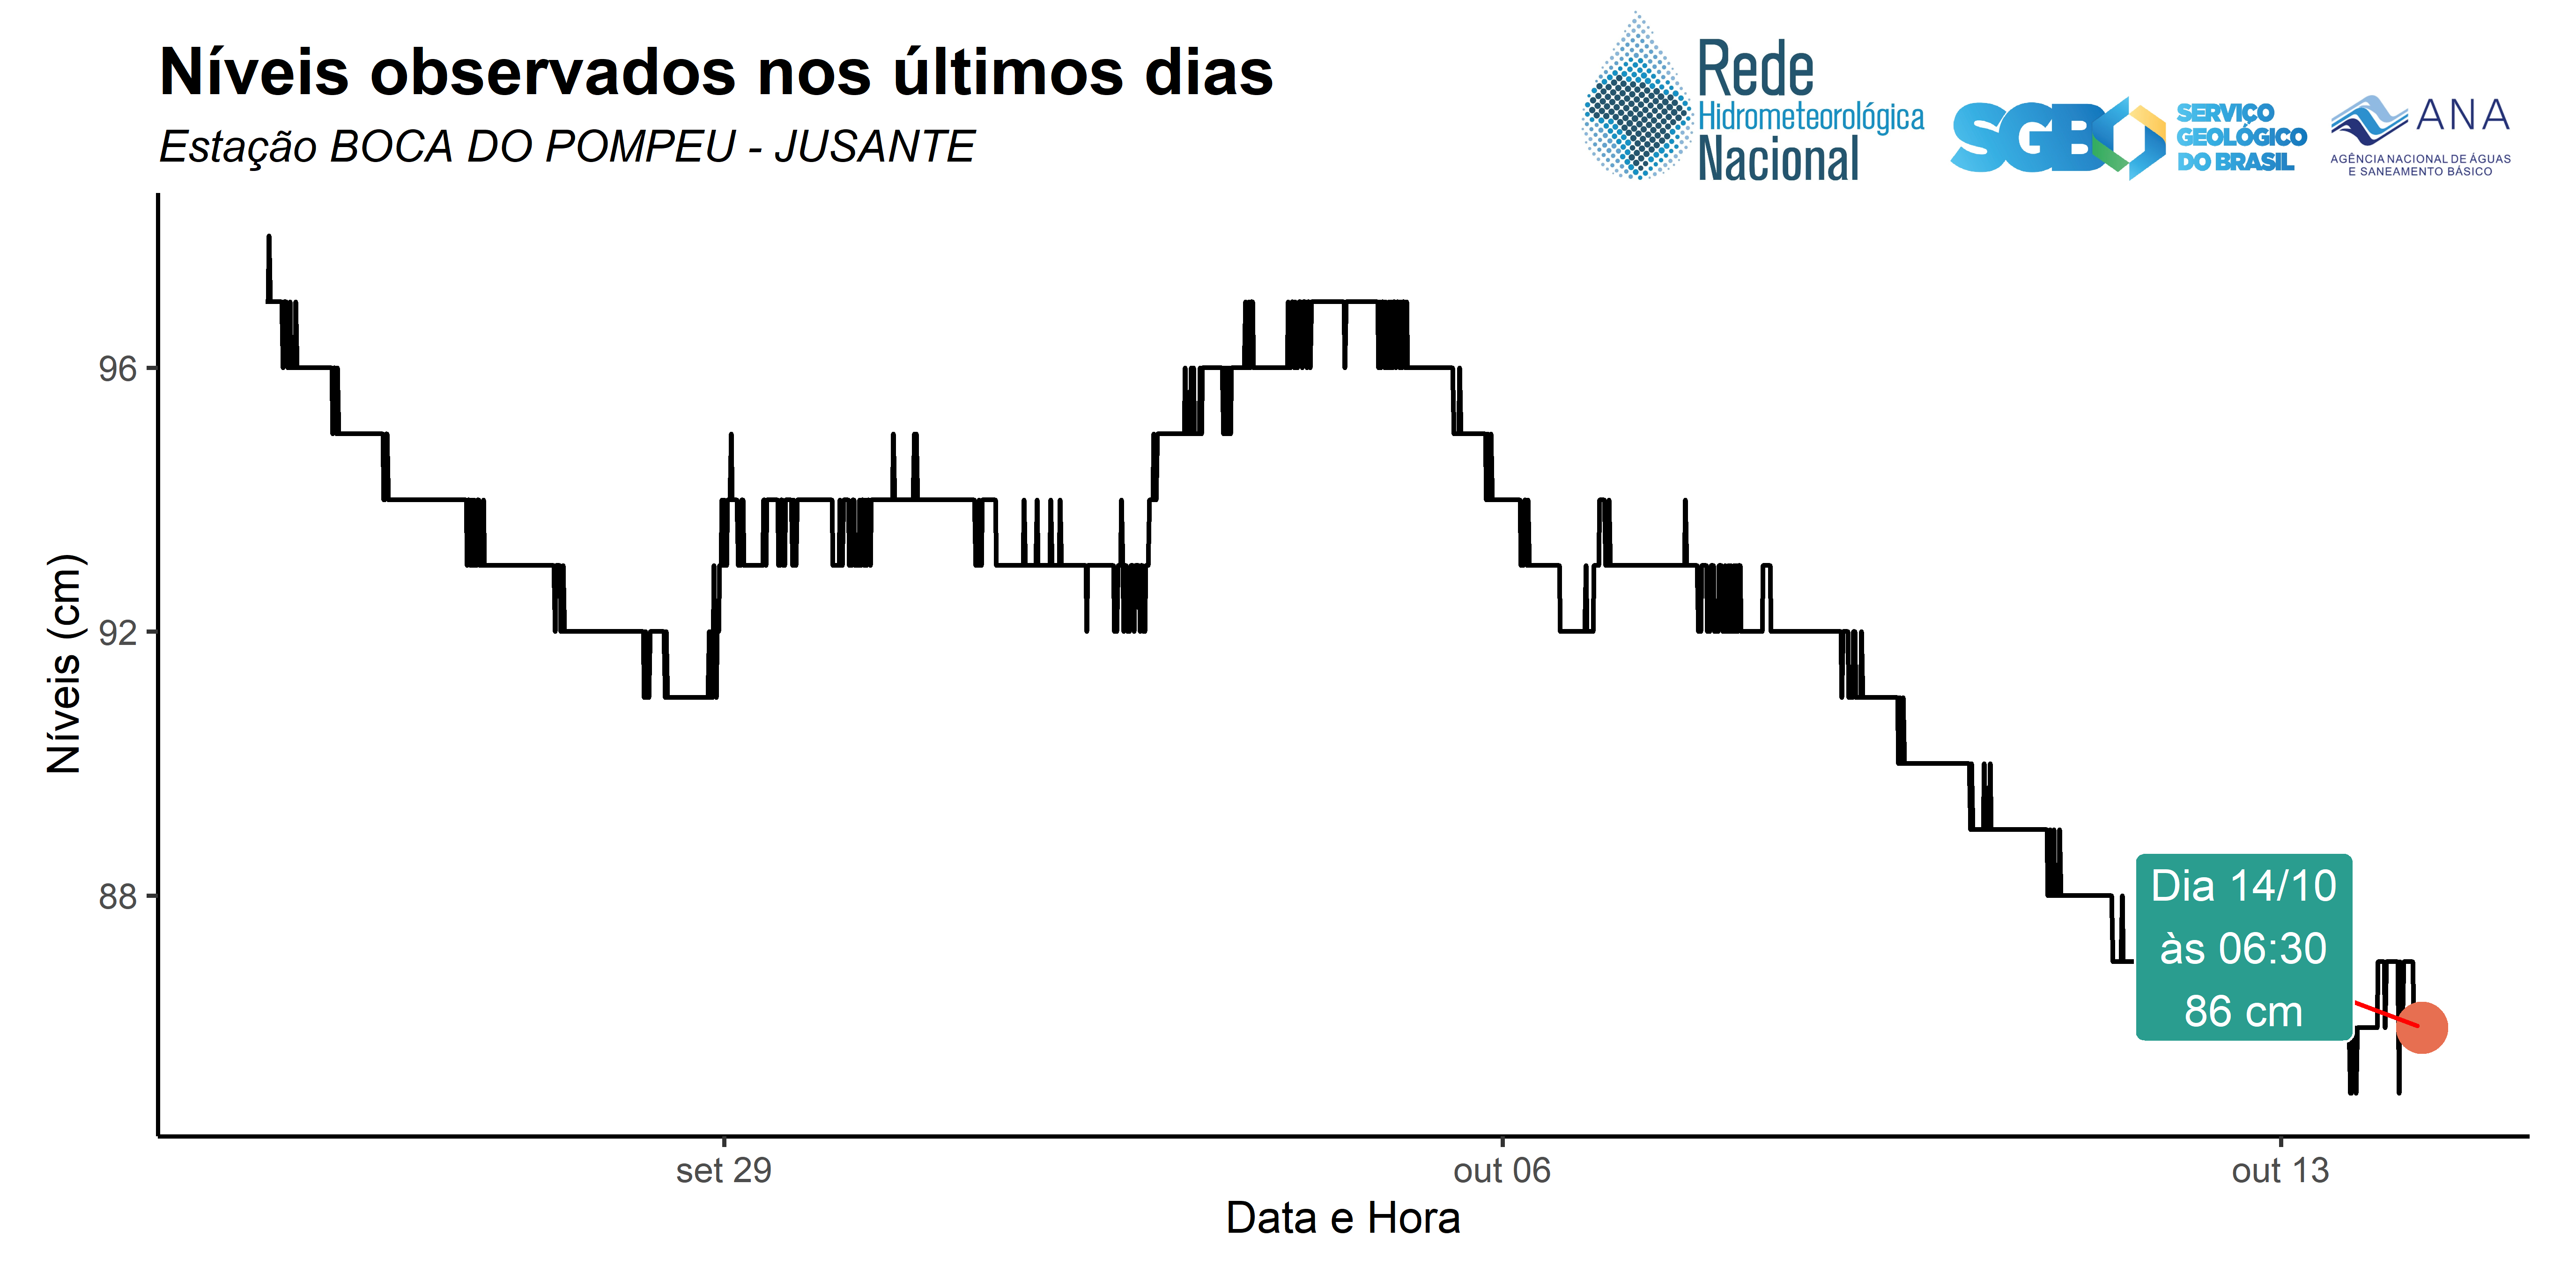 Níveis observados nos últimos dias
Estação BOCA DO POMPEU - JUSANTE
Rede
Hidrometeorológica
Nacional
SGB
SERVIÇO
GEOLÓGICO
DO BRASIL
ANA
AGÊNCIA NACIONAL DE ÁGUAS
E SANEAMENTO BÁSICO
Níveis (cm)
96
92
88
Dia 14/10
às 06:30
86 cm
set 29
out 06
out 13
Data e Hora